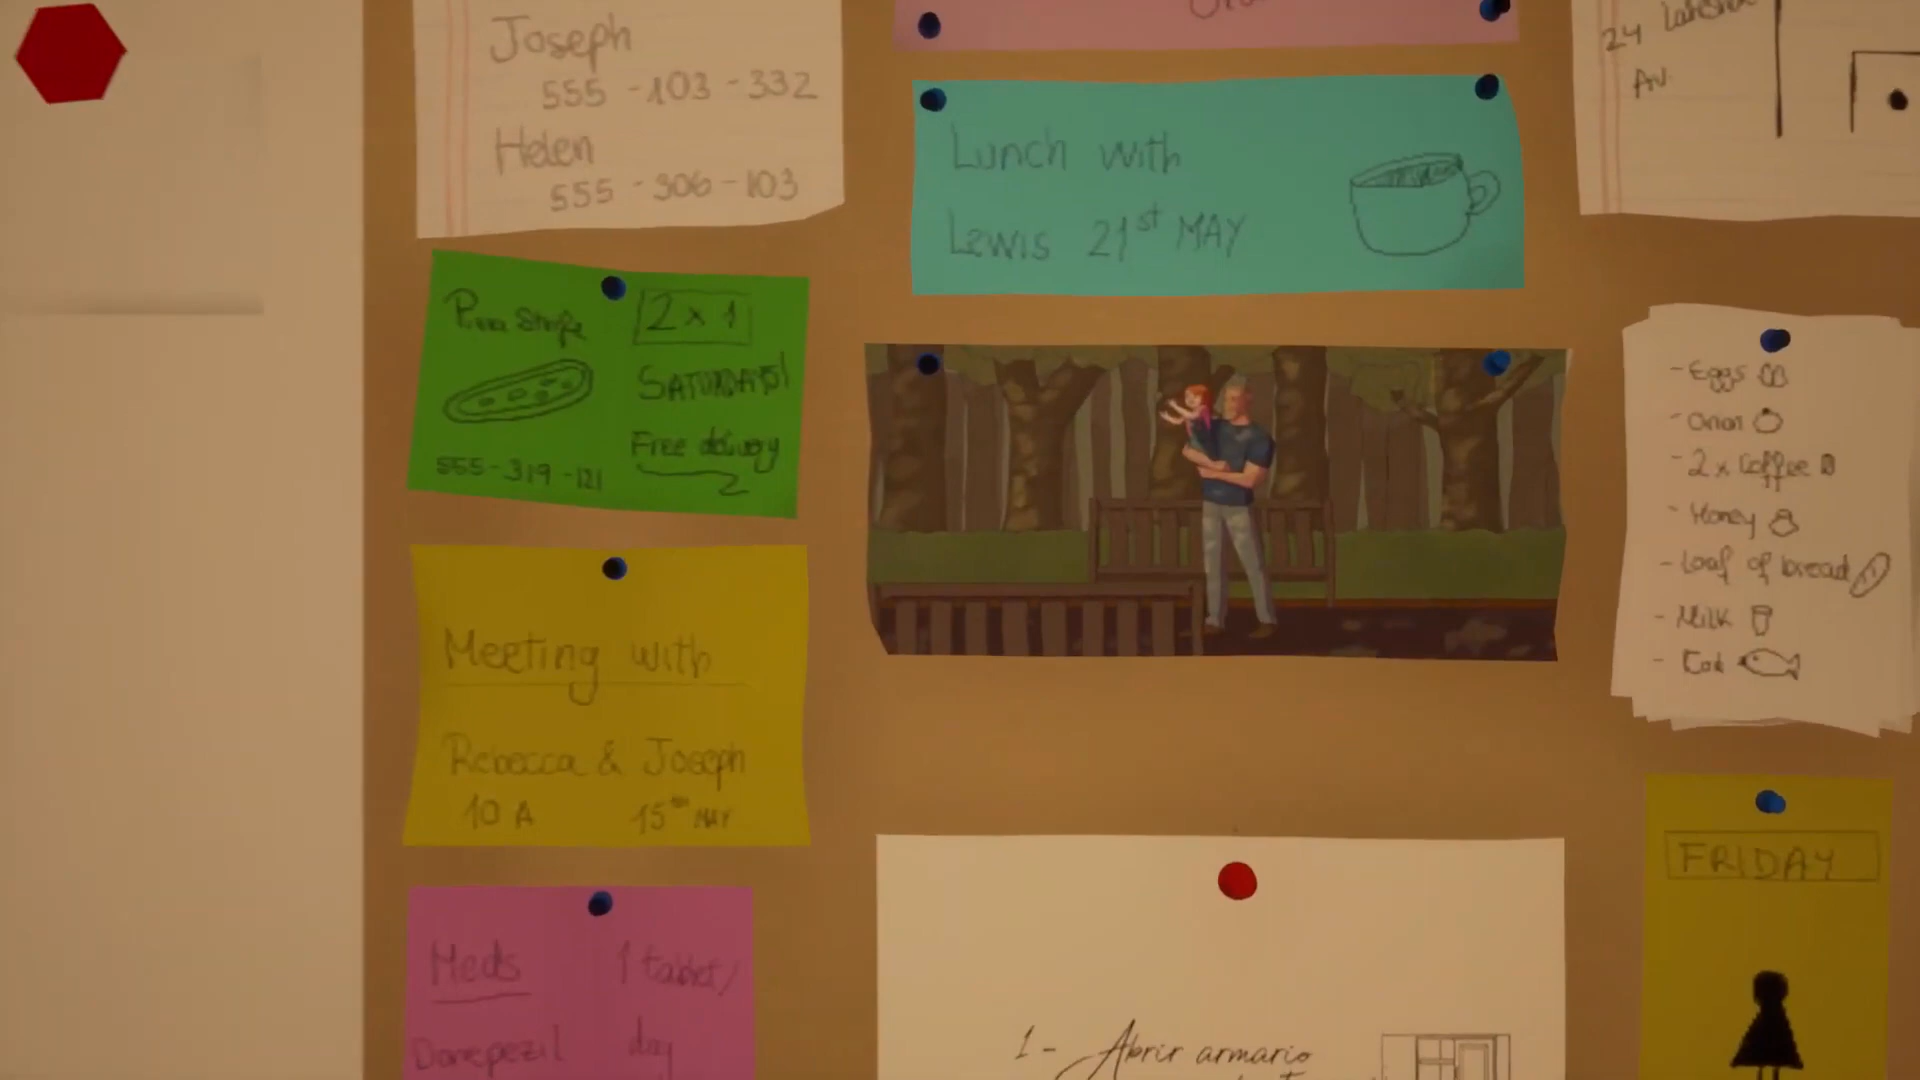 Joseph
555 - 103 - 332
Helen
555 - 306 - 103
Lunch with
Lewis 21st MAY
24
Av.
2 x 1
SATURDAYS!
Free delivery
555 - 319 - 121
Meeting with
Rebecca & Joseph
10 A 15th MAY
Meds 1 tablet/
Donepezil day
- Eggs
- Onion
- 2 x Coffee
- Honey
- Loaf of bread
- Milk
- Cod
FRIDAY
1 - Abrir armario